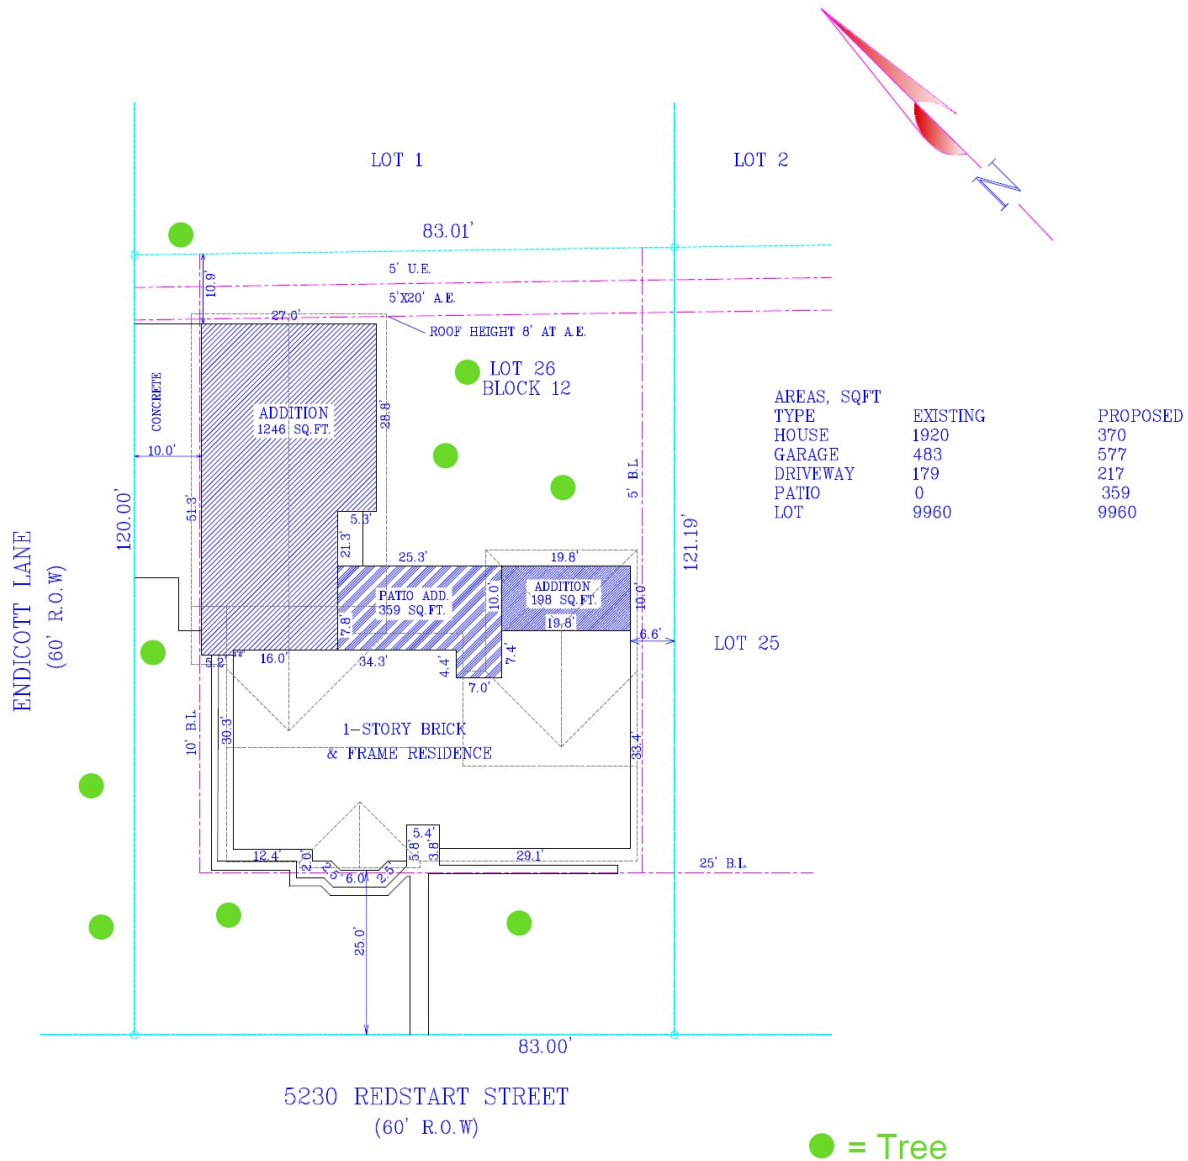 LOT 1
LOT 2
N
83.01'
5' U.E.
10.9'
5'X20' A.E.
27.0'
ROOF HEIGHT 8' AT A.E.
LOT 26
BLOCK 12
CONCRETE
ADDITION
1246 SQ.FT.
28.8'
10.0'
51.3'
120.00'
5' B.L.
121.19'
AREAS, SQFT
TYPE EXISTING PROPOSED
HOUSE 1920 370
GARAGE 483 577
DRIVEWAY 179 217
PATIO 0 359
LOT 9960 9960
5.3'
21.3'
25.3'
19.8'
ENDICOTT LANE
(60' R.O.W)
PATIO ADD.
359 SQ.FT.
10.0'
ADDITION
198 SQ.FT.
10.0'
7.8'
19.8'
6.6'
LOT 25
16.0'
34.3'
4.4'
7.4'
7.0'
10' B.L.
30.3'
1-STORY BRICK
& FRAME RESIDENCE
33.4'
5.4'
12.4'
2.0'
5.8'
3.8'
29.1'
25' B.L.
2.5'
6.0'
2.5'
25.0'
83.00'
5230 REDSTART STREET
(60' R.O.W)
= Tree